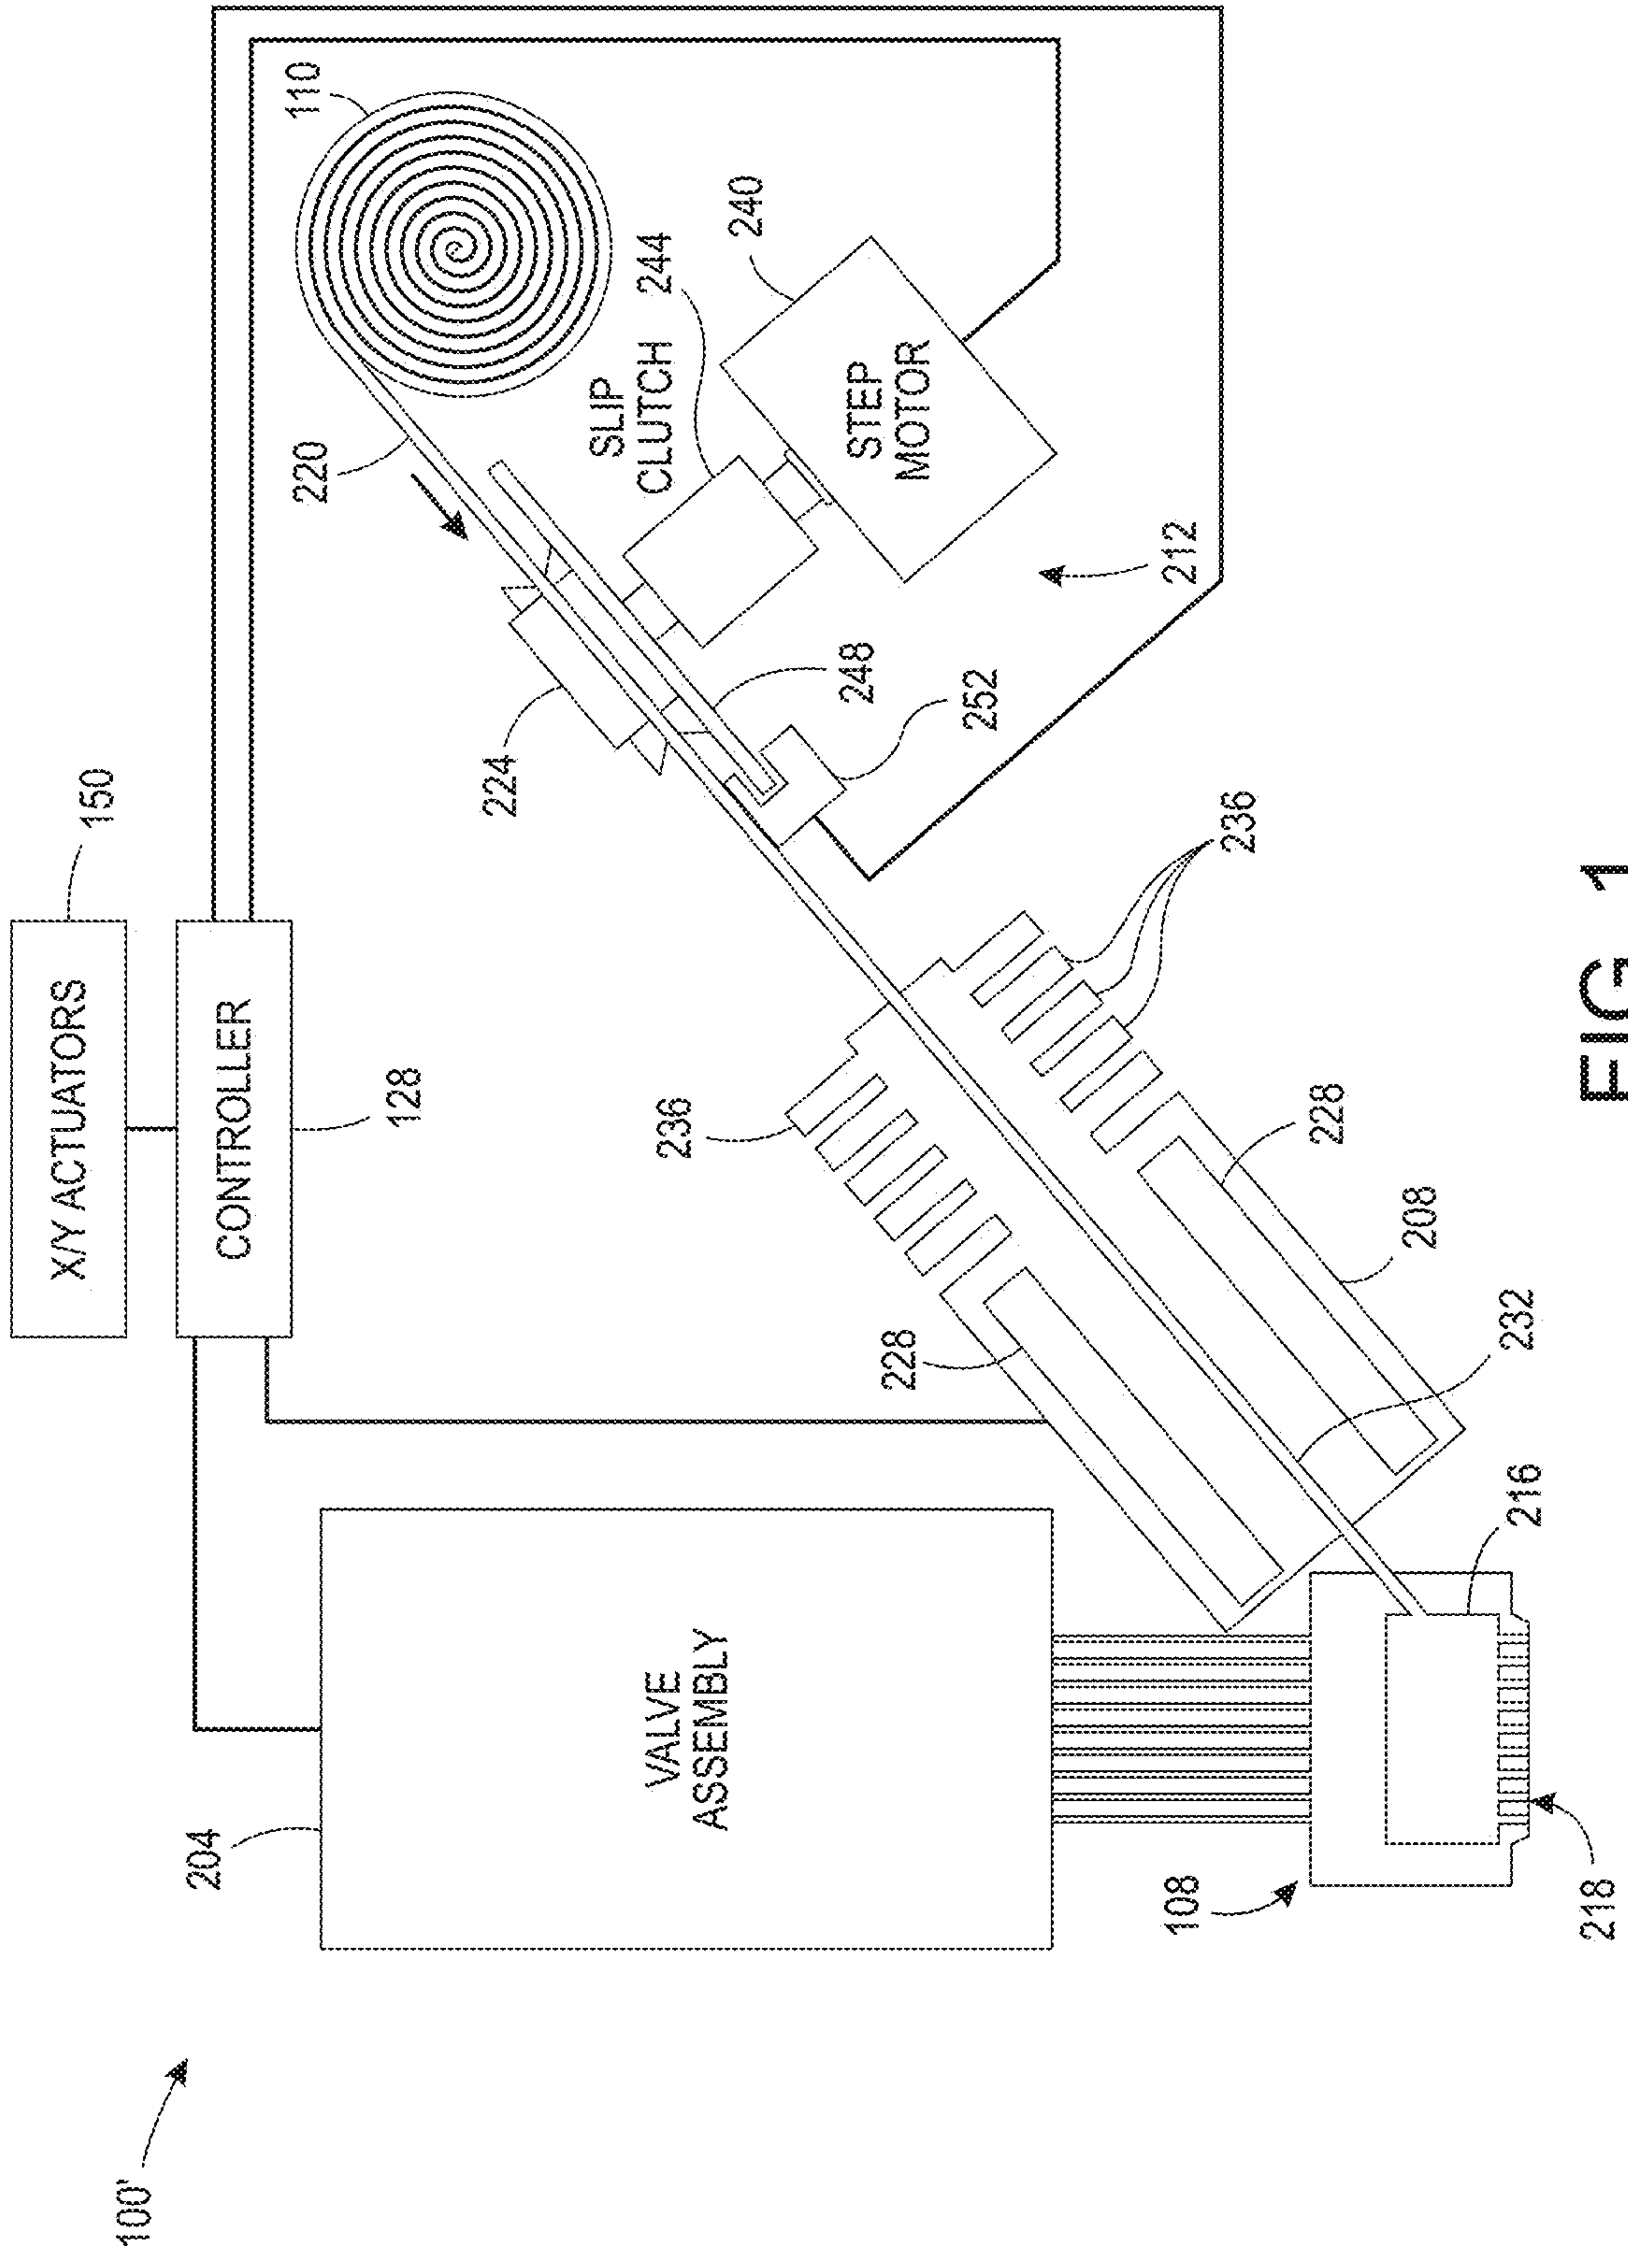 X/Y ACTUATORS
150
100'
204
CONTROLLER
128
110
220
224
SLIP
CLUTCH
244
240
STEP
MOTOR
VALVE
ASSEMBLY
236
248
252
228
212
108
236
228
208
232
216
218
FIG. 1